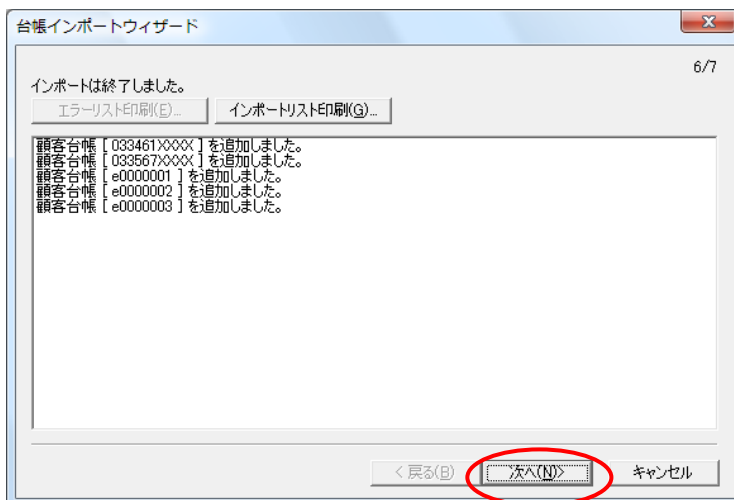 台帳インポートウィザード
6/7
インポートは終了しました。
エラーリスト印刷(E)... インポートリスト印刷(G)...
顧客台帳 [ 033461XXXX ] を追加しました。
顧客台帳 [ 033567XXXX ] を追加しました。
顧客台帳 [ e0000001 ] を追加しました。
顧客台帳 [ e0000002 ] を追加しました。
顧客台帳 [ e0000003 ] を追加しました。
< 戻る(B) 次へ(N)> キャンセル